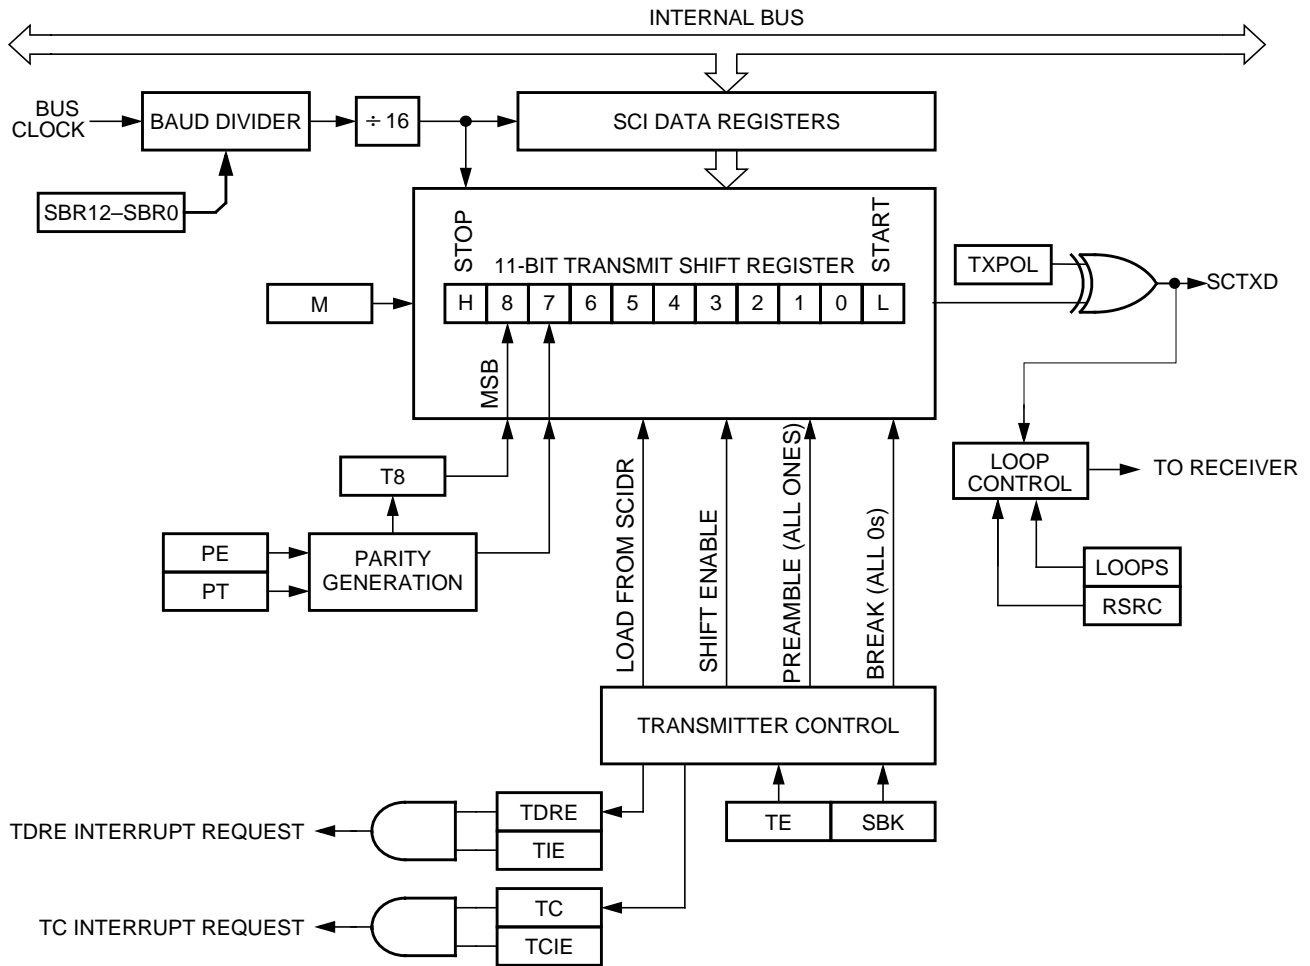 INTERNAL BUS
BUS
CLOCK
BAUD DIVIDER
÷ 16
SCI DATA REGISTERS
SBR12–SBR0
STOP
START
11-BIT TRANSMIT SHIFT REGISTER
H 8 7 6 5 4 3 2 1 0 L
M
TXPOL
SCTXD
MSB
T8
PE
PT
PARITY
GENERATION
LOAD FROM SCIDR
SHIFT ENABLE
PREAMBLE (ALL ONES)
BREAK (ALL 0s)
LOOP
CONTROL
TO RECEIVER
LOOPS
RSRC
TRANSMITTER CONTROL
TE
SBK
TDRE INTERRUPT REQUEST
TDRE
TIE
TC INTERRUPT REQUEST
TC
TCIE